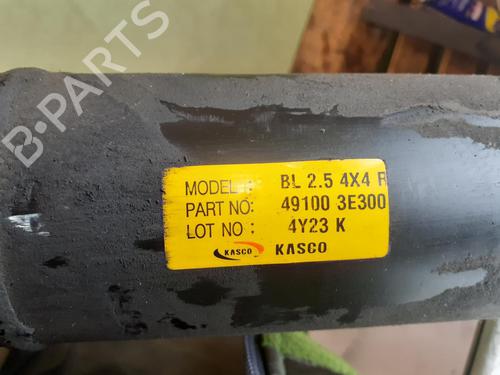 MODEL : BL 2.5 4X4 R
PART NO: 49100 3E300
LOT NO : 4Y23 K
KASCO KASCO
B-PARTS